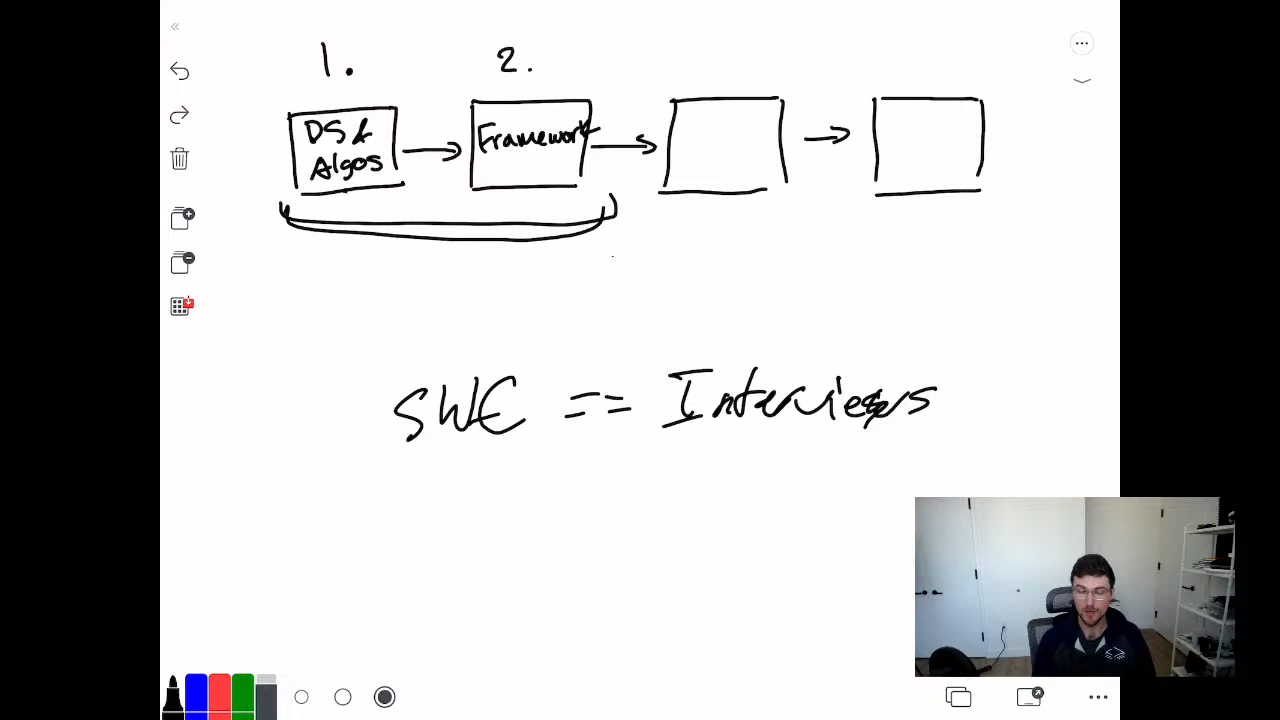 1.
2.
DS &
Algos
Framework
SWE == Interviews